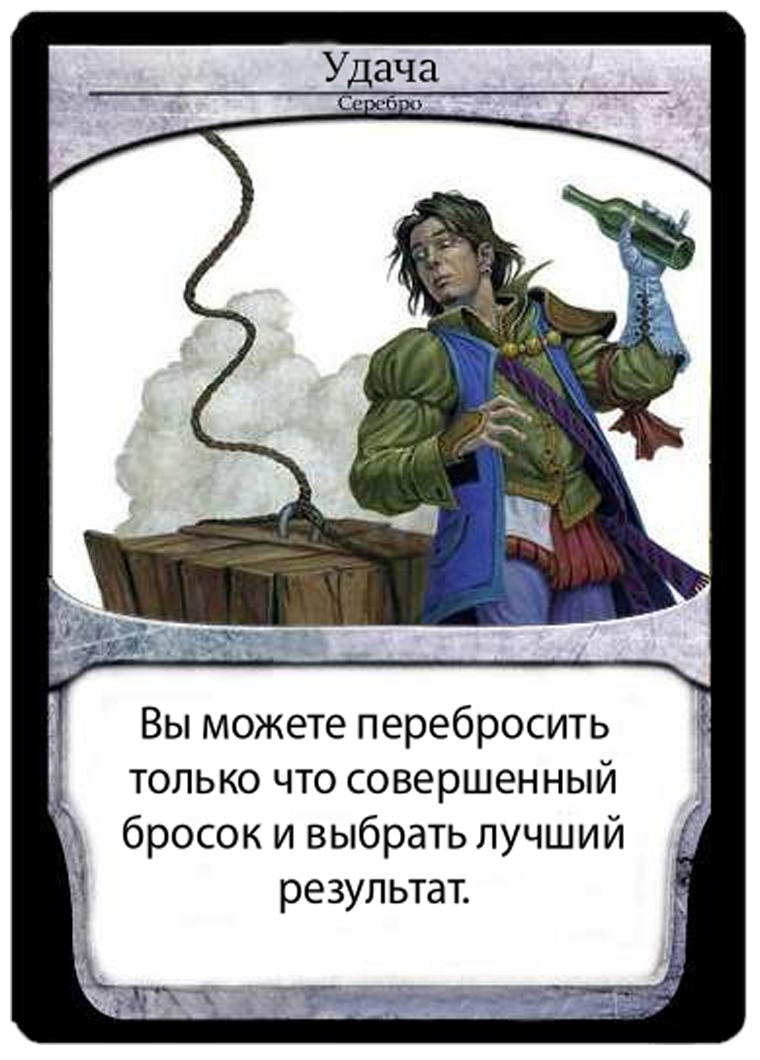 Удача
Серебро
Вы можете перебросить
только что совершенный
бросок и выбрать лучший
результат.